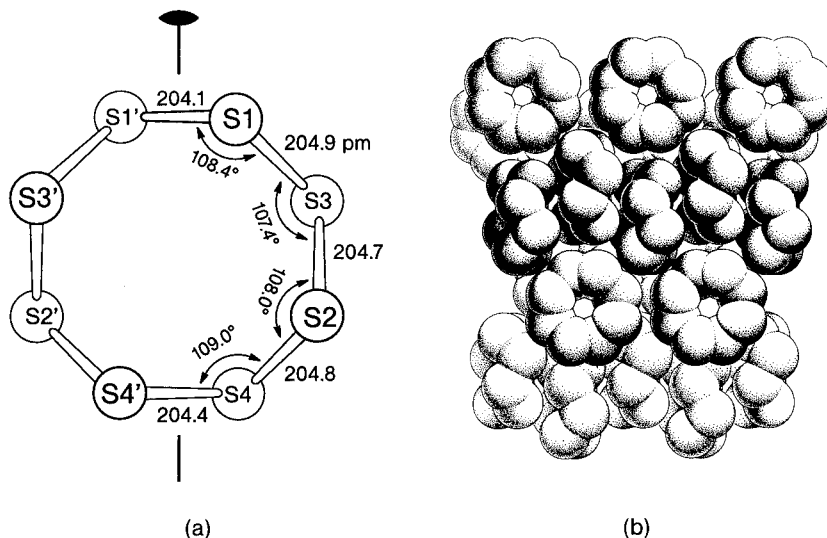 204.1
S1'
S1
204.9 pm
108.4°
S3'
S3
107.4°
204.7
108.0°
S2'
S2
109.0°
204.8
S4'
S4
204.4
(a)
(b)